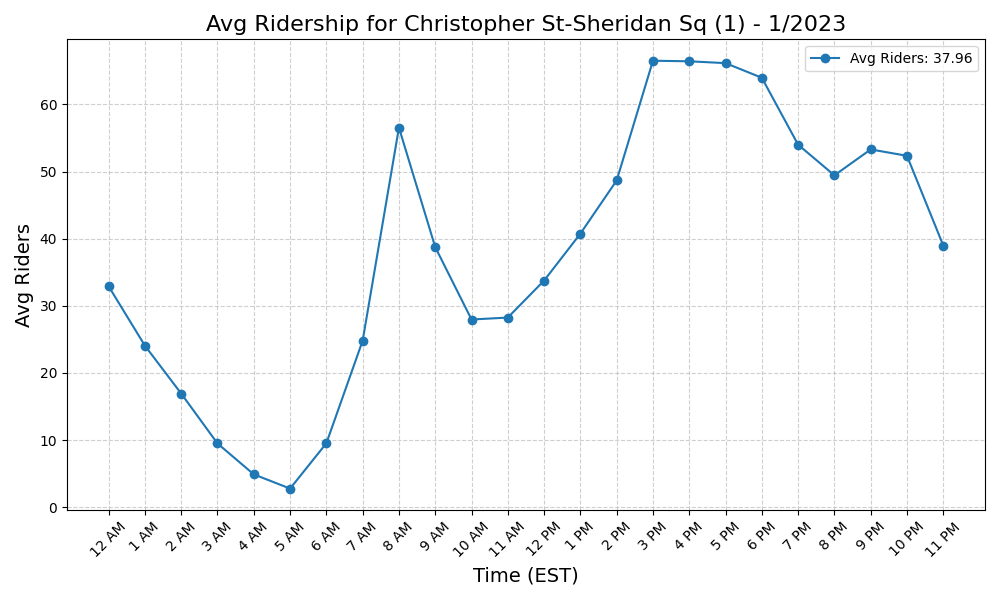 Avg Ridership for Christopher St-Sheridan Sq (1) - 1/2023
Avg Riders: 37.96
Avg Riders
60
50
40
30
20
10
0
12 AM
1 AM
2 AM
3 AM
4 AM
5 AM
6 AM
7 AM
8 AM
9 AM
10 AM
11 AM
12 PM
1 PM
2 PM
3 PM
4 PM
5 PM
6 PM
7 PM
8 PM
9 PM
10 PM
11 PM
Time (EST)